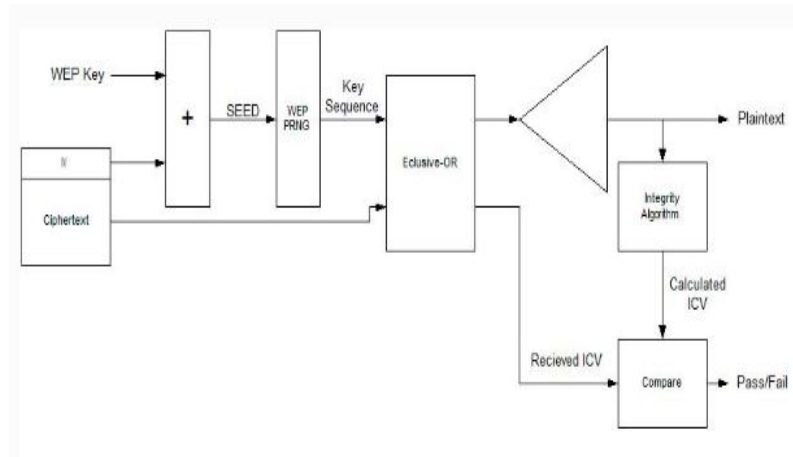 WEP Key
+
SEED
WEP
PRNG
Key
Sequence
Eclusive-OR
Plaintext
IV
Ciphertext
Integrity
Algorithm
Calculated
ICV
Recieved ICV
Compare
Pass/Fail